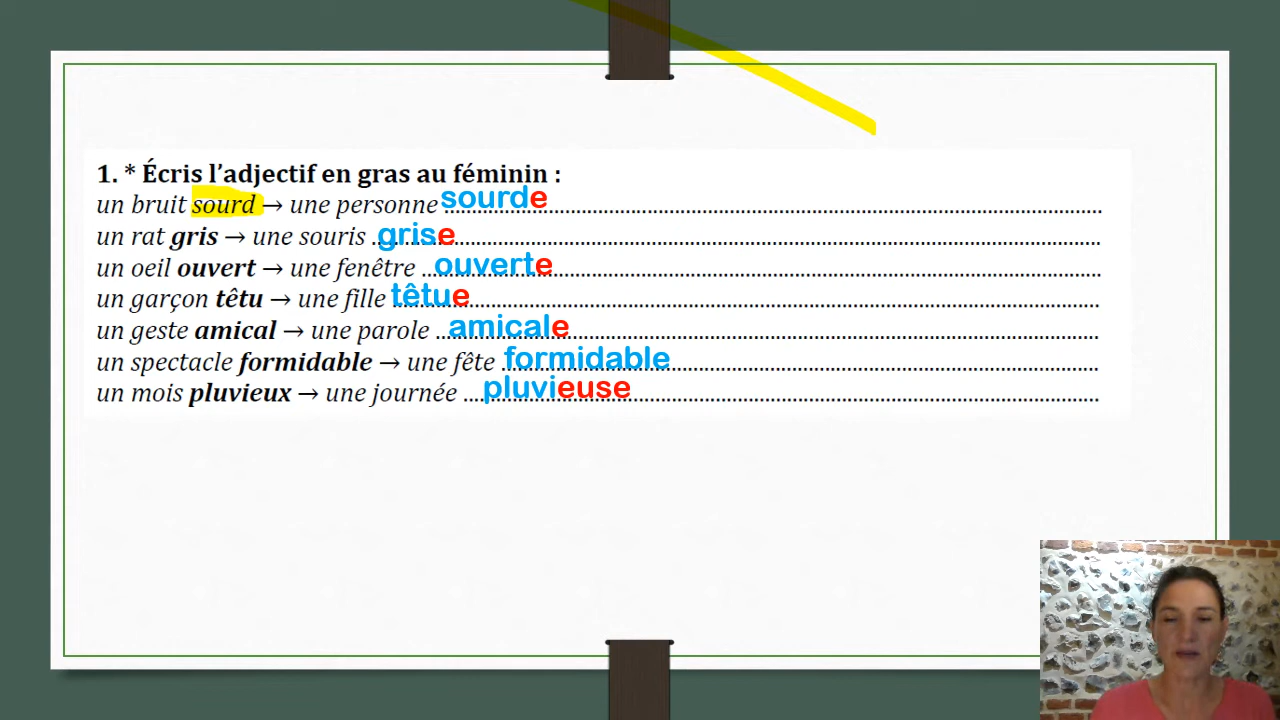 1. * Écris l’adjectif en gras au féminin :
un bruit sourd → une personne sourde
un rat gris → une souris grise
un oeil ouvert → une fenêtre ouverte
un garçon têtu → une fille têtue
un geste amical → une parole amicale
un spectacle formidable → une fête formidable
un mois pluvieux → une journée pluvieuse